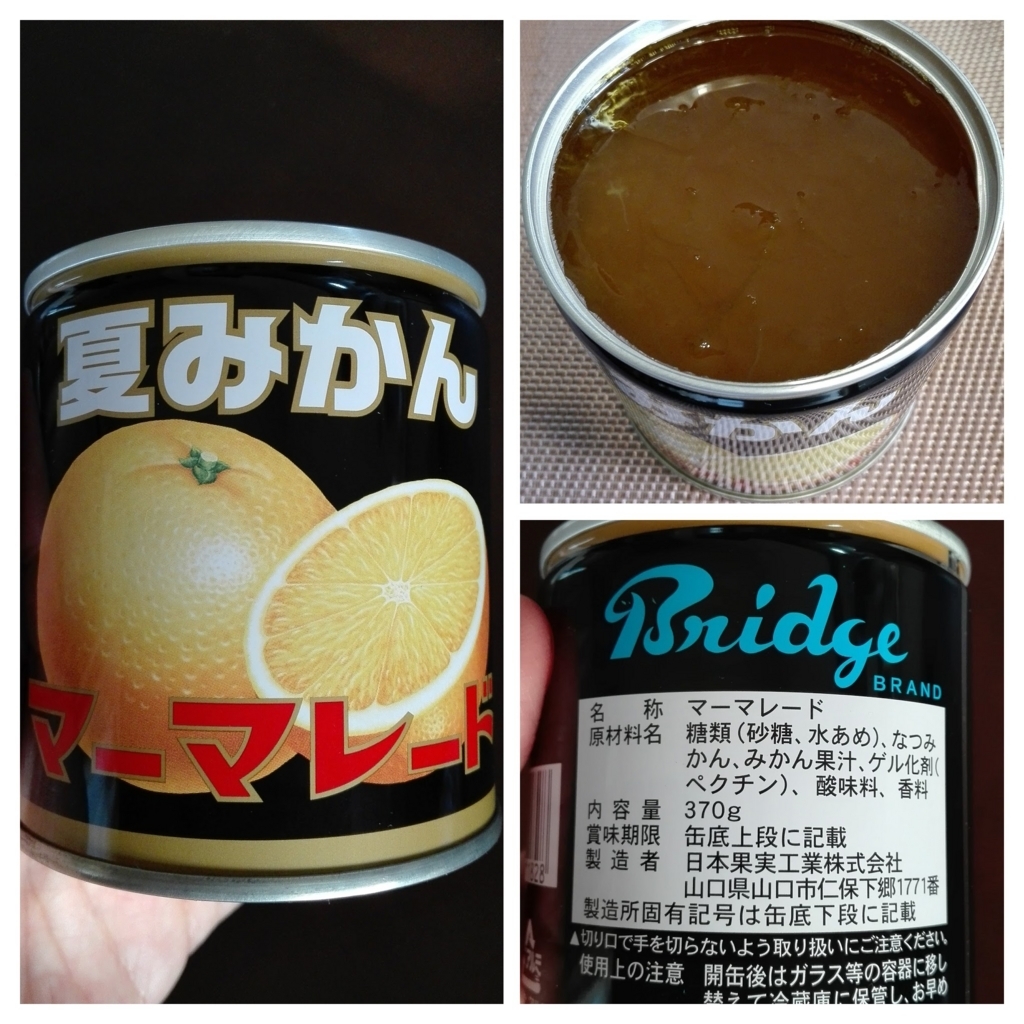 夏みかん
マーマレード
Bridge
BRAND
名称 マーマレード
原材料名 糖類(砂糖、水あめ)、なつみ
かん、みかん果汁、ゲル化剤(
ペクチン)、酸味料、香料
内容量 370g
賞味期限 缶底上段に記載
製造者 日本果実工業株式会社
山口県山口市仁保下郷1771番
製造所固有記号は缶底下段に記載
▲切り口で手を切らないよう取り扱いにご注意ください。
使用上の注意 開缶後はガラス等の容器に移し
替えて冷蔵庫に保管し、お早め